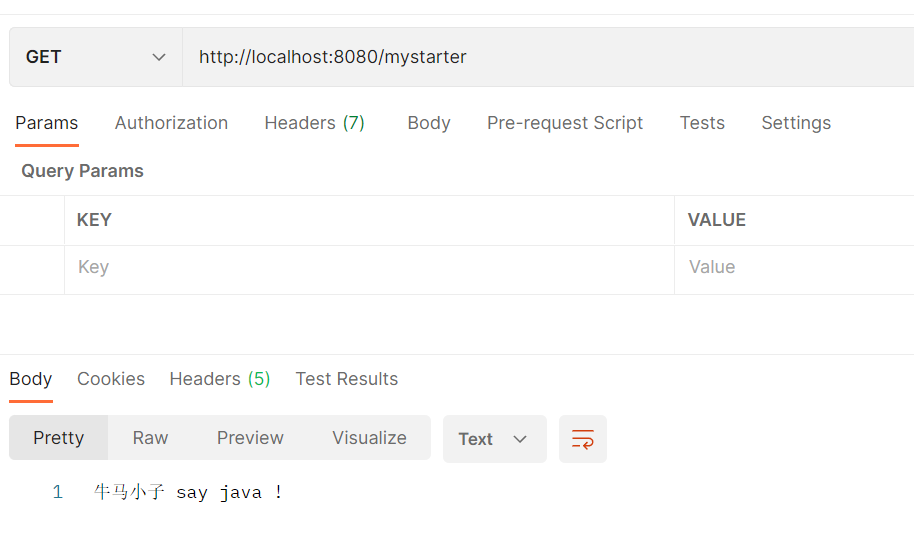 GET http://localhost:8080/mystarter
Params Authorization Headers (7) Body Pre-request Script Tests Settings
Query Params
KEY VALUE
Key Value
Body Cookies Headers (5) Test Results
Pretty Raw Preview Visualize Text
1 牛马小子 say java !